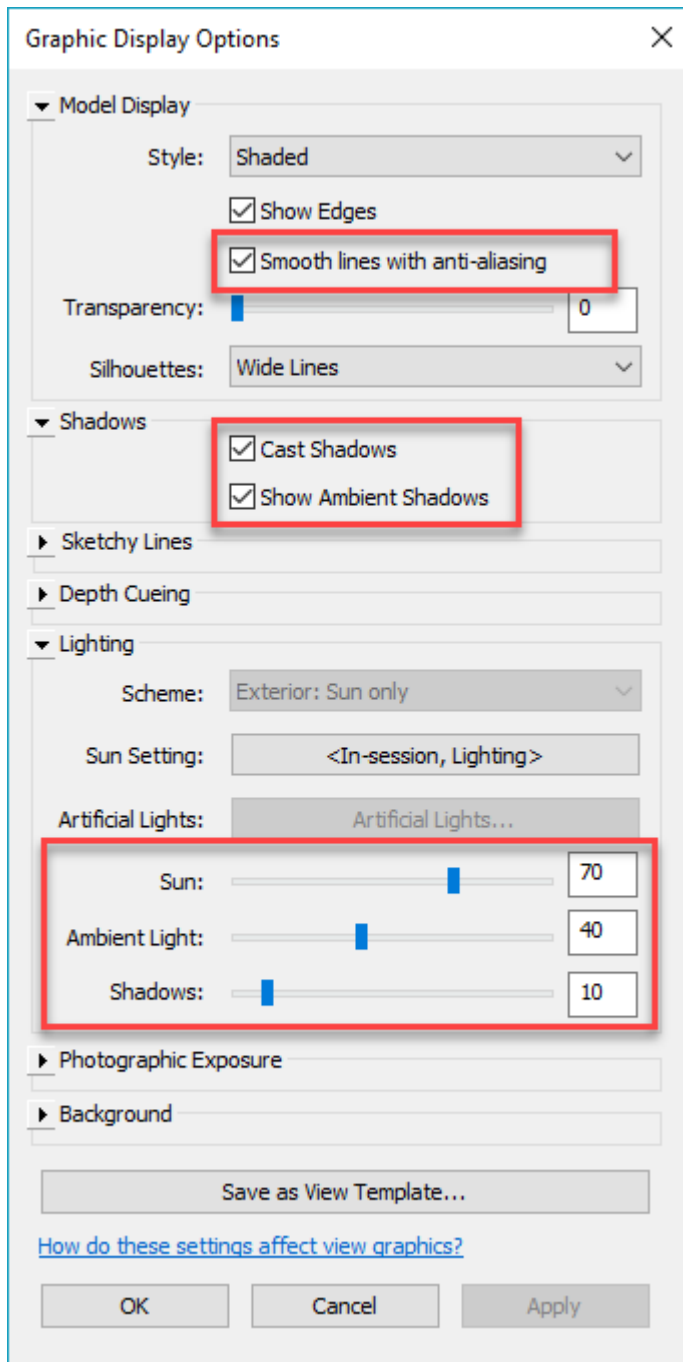 Graphic Display Options
Model Display
Style: Shaded
Show Edges
Smooth lines with anti-aliasing
Transparency: 0
Silhouettes: Wide Lines
Shadows
Cast Shadows
Show Ambient Shadows
Sketchy Lines
Depth Cueing
Lighting
Scheme: Exterior: Sun only
Sun Setting: <In-session, Lighting>
Artificial Lights: Artificial Lights...
Sun: 70
Ambient Light: 40
Shadows: 10
Photographic Exposure
Background
Save as View Template...
How do these settings affect view graphics?
OK Cancel Apply